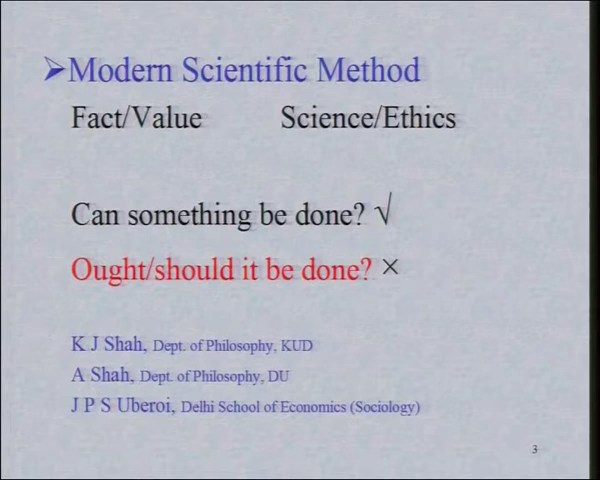 ➢Modern Scientific Method
Fact/Value Science/Ethics
Can something be done? √
Ought/should it be done? ×
K J Shah, Dept. of Philosophy, KUD
A Shah, Dept. of Philosophy, DU
J P S Uberoi, Delhi School of Economics (Sociology)
3